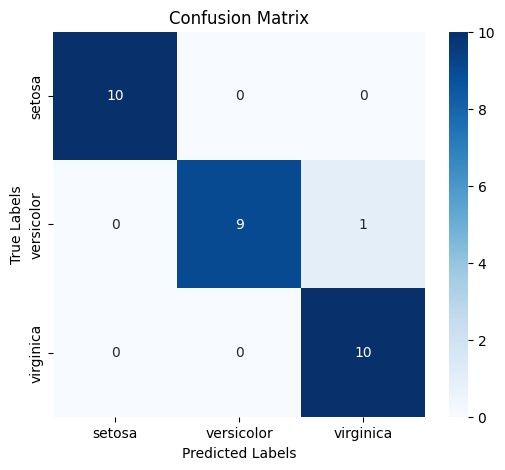 Confusion Matrix
True Labels
setosa
10 0 0
versicolor
0 9 1
virginica
0 0 10
setosa versicolor virginica
Predicted Labels
10
8
6
4
2
0